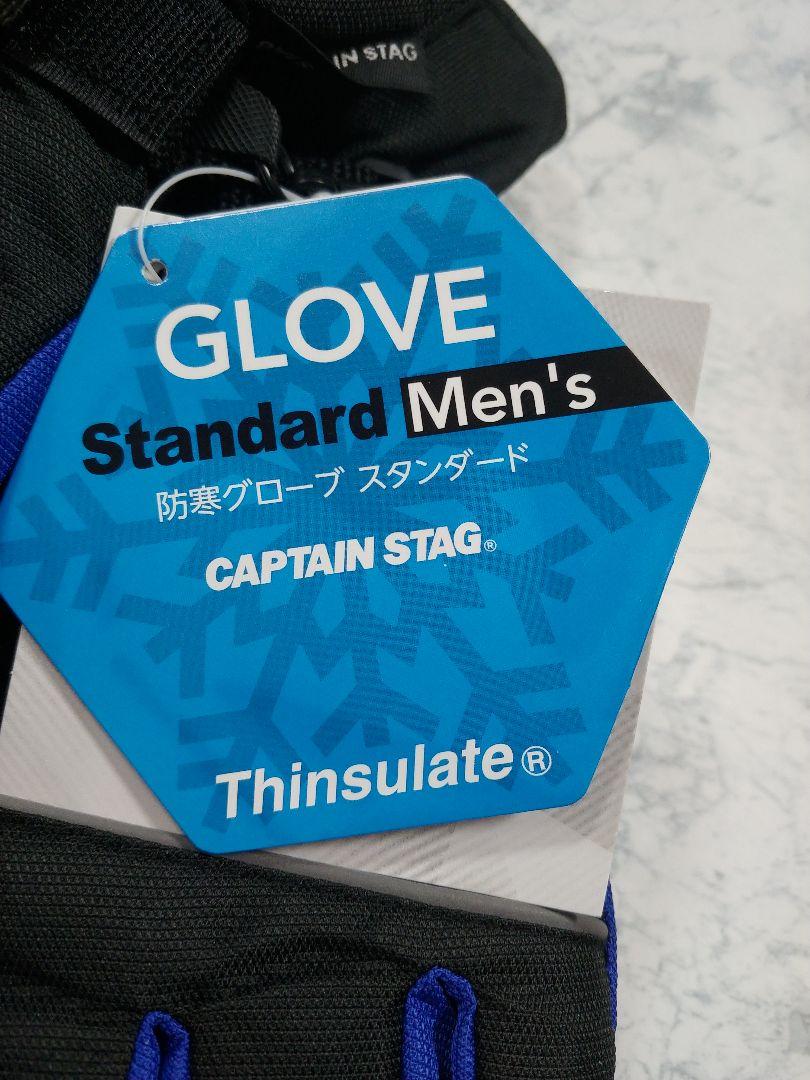 IN STAG
GLOVE
Standard Men's
防寒グローブ スタンダード
CAPTAIN STAG®
Thinsulate®